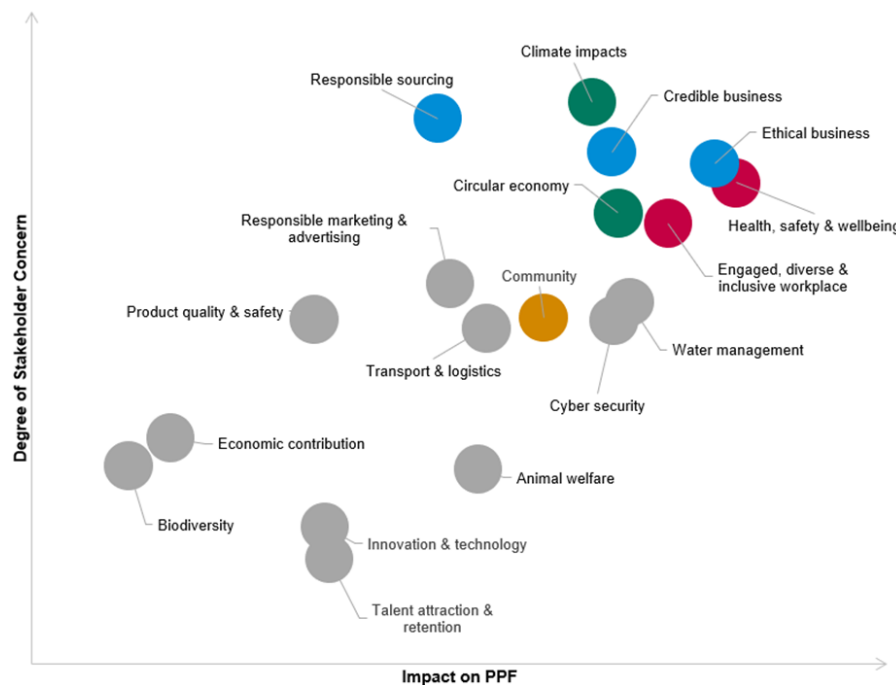 Climate impacts
Responsible sourcing
Credible business
Ethical business
Circular economy
Responsible marketing &
advertising
Health, safety & wellbeing
Engaged, diverse &
inclusive workplace
Community
Product quality & safety
Water management
Transport & logistics
Cyber security
Economic contribution
Animal welfare
Biodiversity
Innovation & technology
Talent attraction &
retention
Degree of Stakeholder Concern
Impact on PPF